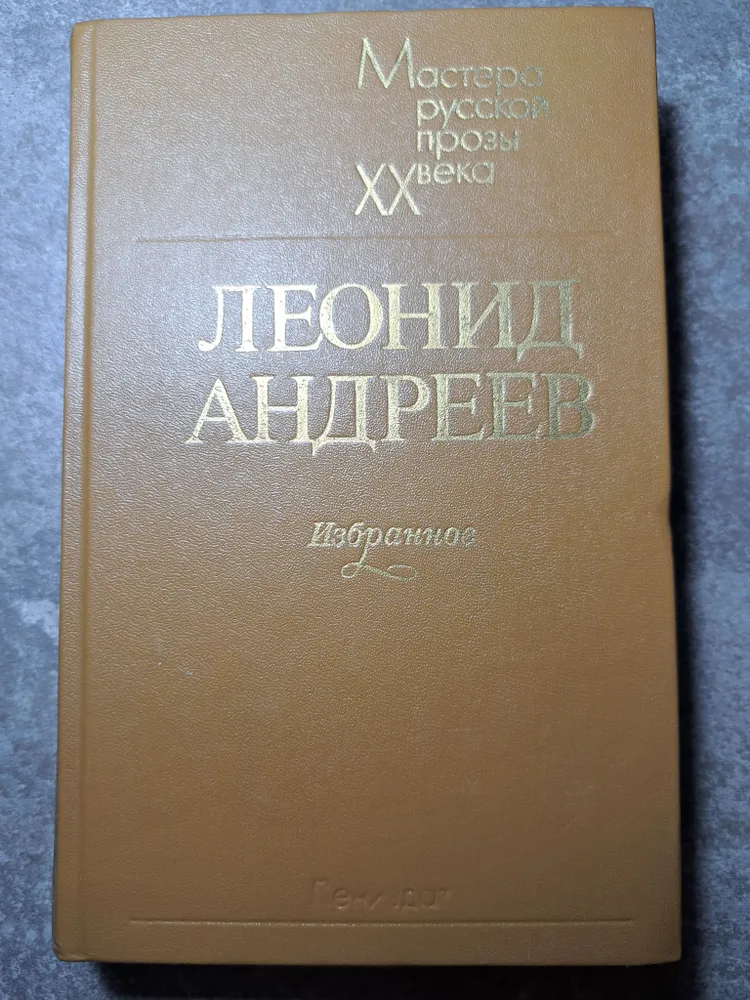 Мастера
русской
прозы
XX века
ЛЕОНИД
АНДРЕЕВ
Избранное